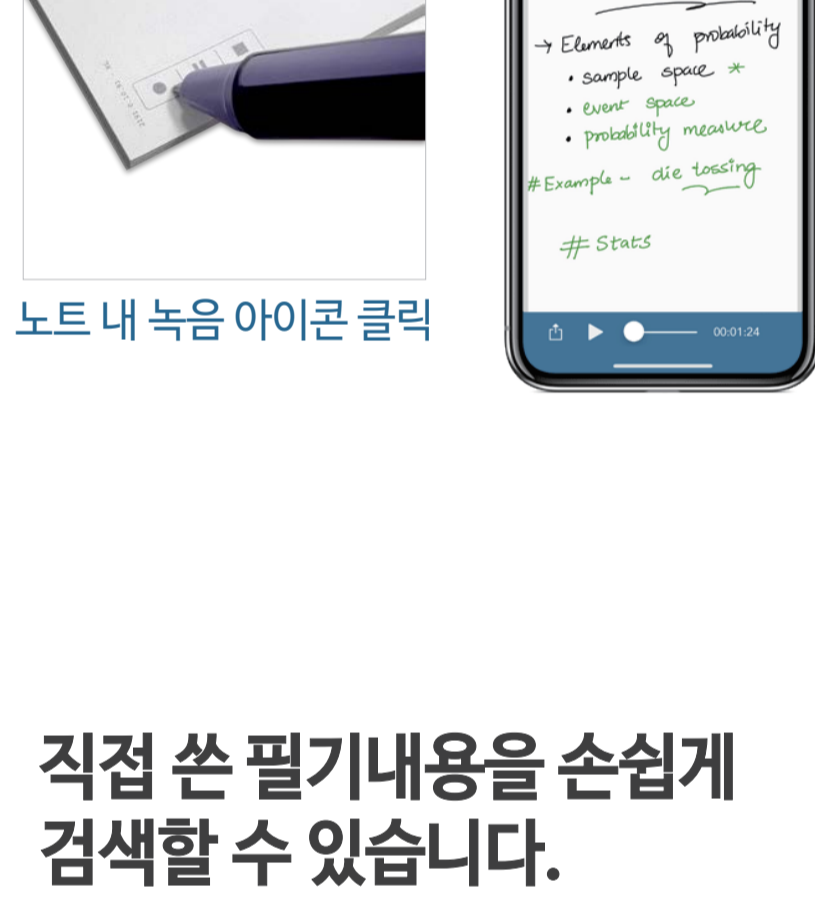 → Elements of probability
• sample space *
• event space
• probability measure
#Example - die tossing
# Stats
00:01:24
노트 내 녹음 아이콘 클릭
직접 쓴 필기내용을 손쉽게
검색할 수 있습니다.